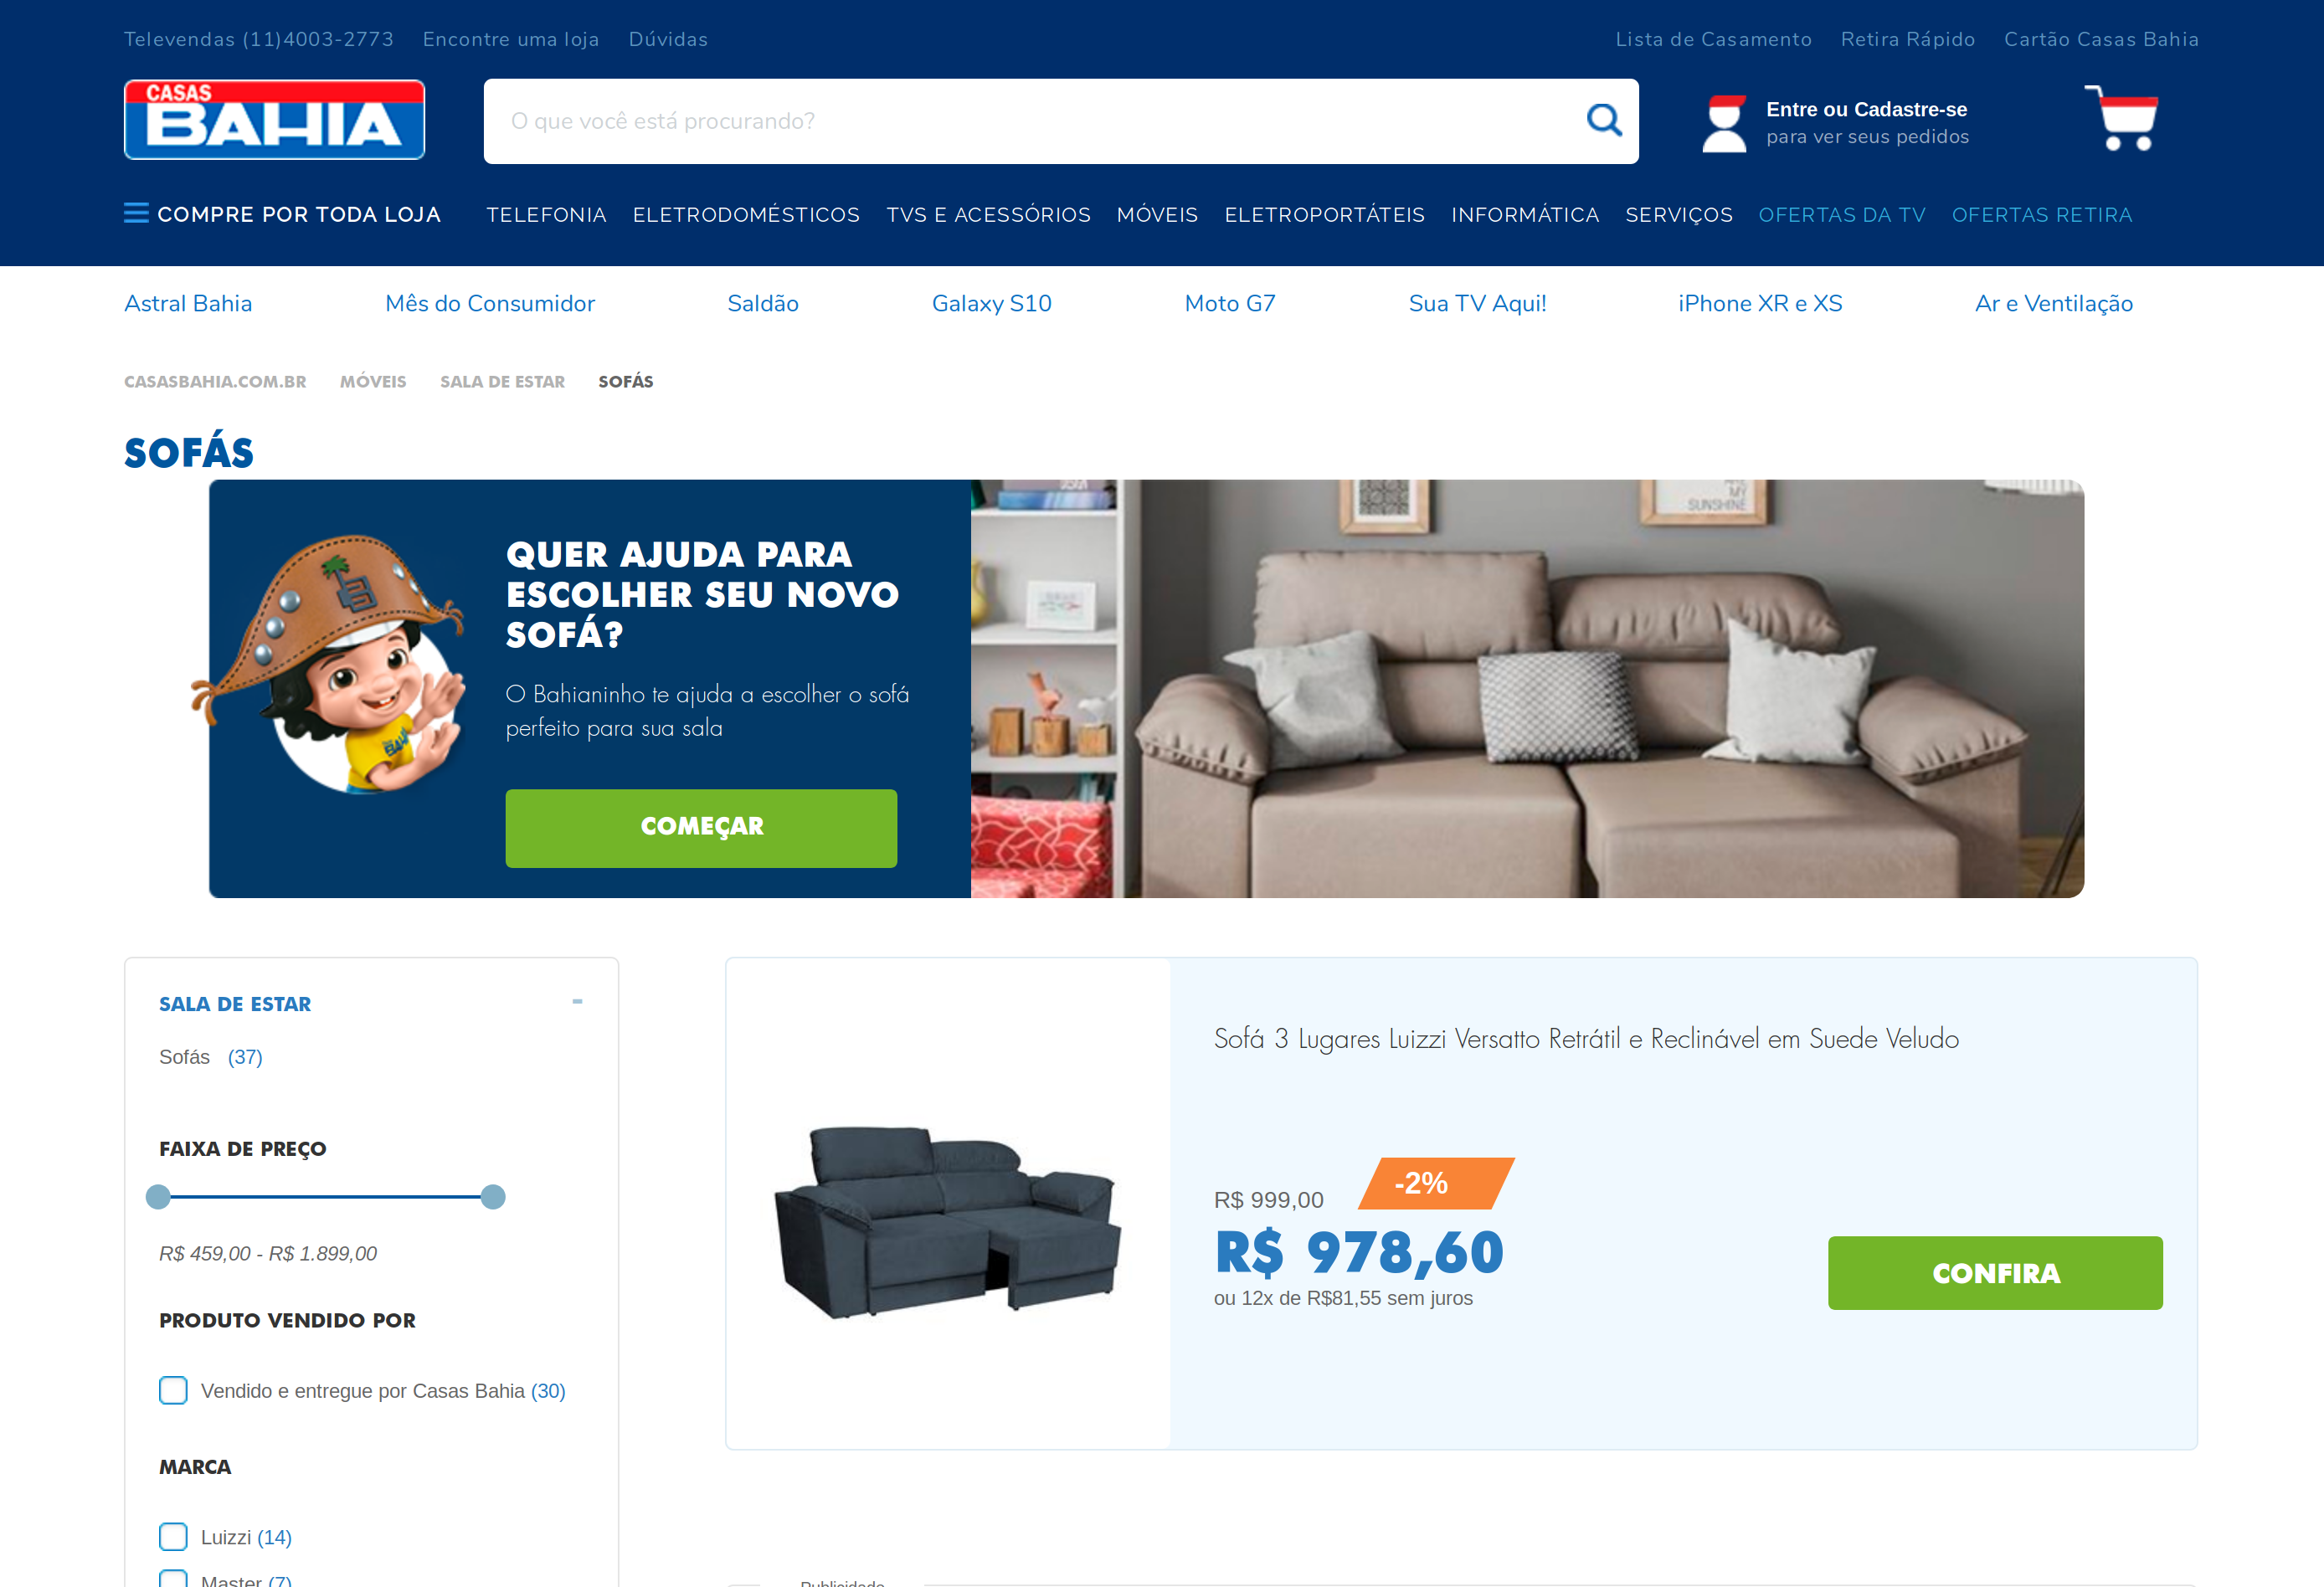 Televendas (11)4003-2773 Encontre uma loja Dúvidas Lista de Casamento Retira Rápido Cartão Casas Bahia
CASAS
BAHIA
O que você está procurando?
Entre ou Cadastre-se
para ver seus pedidos
COMPRE POR TODA LOJA TELEFONIA ELETRODOMÉSTICOS TVS E ACESSÓRIOS MÓVEIS ELETROPORTÁTEIS INFORMÁTICA SERVIÇOS OFERTAS DA TV OFERTAS RETIRA
Astral Bahia Mês do Consumidor Saldão Galaxy S10 Moto G7 Sua TV Aqui! iPhone XR e XS Ar e Ventilação
CASASBAHIA.COM.BR MÓVEIS SALA DE ESTAR SOFÁS
SOFÁS
QUER AJUDA PARA
ESCOLHER SEU NOVO
SOFÁ?
O Bahianinho te ajuda a escolher o sofá
perfeito para sua sala
COMEÇAR
MY
SUNSHINE
SALA DE ESTAR -
Sofás (37)
FAIXA DE PREÇO
R$ 459,00 - R$ 1.899,00
PRODUTO VENDIDO POR
Vendido e entregue por Casas Bahia (30)
MARCA
Luizzi (14)
Master (7)
Sofá 3 Lugares Luizzi Versatto Retrátil e Reclinável em Suede Veludo
R$ 999,00 -2%
R$ 978,60
ou 12x de R$81,55 sem juros
CONFIRA
Publicidade